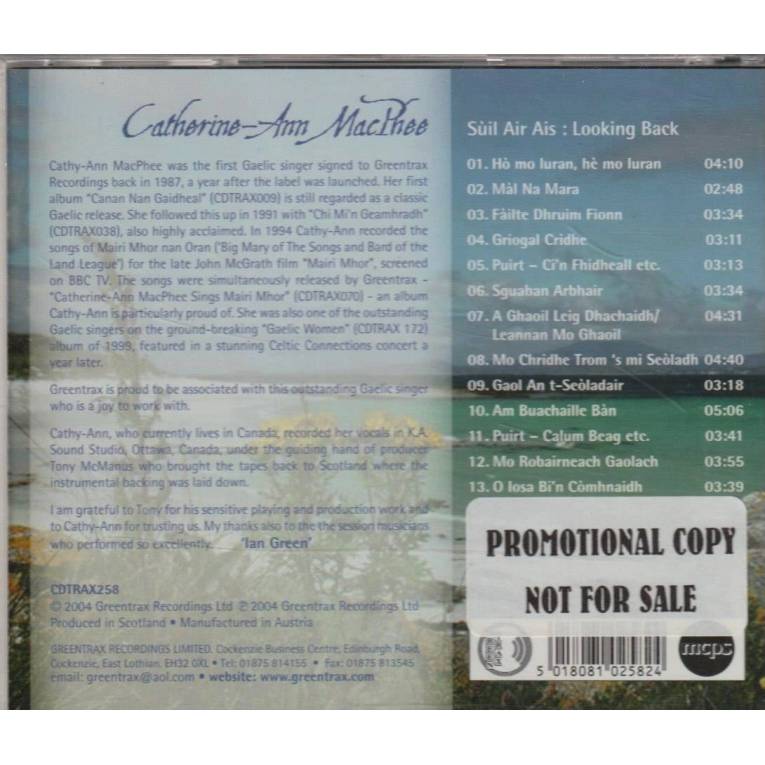 Catherine-Ann MacPhee
Cathy-Ann MacPhee was the first Gaelic singer signed to Greentrax
Recordings back in 1987, a year after the label was launched. Her first
album "Canan Nan Gaidheal" (CDTRAX009) is still regarded as a classic
Gaelic release. She followed this up in 1991 with "Chi Mi'n Geamhradh"
(CDTRAX038), also highly acclaimed. In 1994 Cathy-Ann recorded the
songs of Mairi Mhor nan Oran ('Big Mary of The Songs and Bard of the
Land League') for the late John McGrath film "Mairi Mhor", screened
on BBC TV. The songs were simultaneously released by Greentrax -
"Catherine-Ann MacPhee Sings Mairi Mhor" (CDTRAX070) - an album
Cathy-Ann is particularly proud of. She was also one of the outstanding
Gaelic singers on the ground-breaking "Gaelic Women" (CDTRAX 172)
album of 1999, featured in a stunning Celtic Connections concert a
year later.
Greentrax is proud to be associated with this outstanding Gaelic singer
who is a joy to work with.
Cathy-Ann, who currently lives in Canada, recorded her vocals in K.A.
Sound Studio, Ottawa, Canada, under the guiding hand of producer
Tony McManus who brought the tapes back to Scotland where the
instrumental backing was laid down.
I am grateful to Tony for his sensitive playing and production work and
to Cathy-Ann for trusting us. My thanks also to the the session musicians
who performed so excellently. 'Ian Green'
CDTRAX258
© 2004 Greentrax Recordings Ltd ℗ 2004 Greentrax Recordings Ltd
Produced in Scotland • Manufactured in Austria
GREENTRAX RECORDINGS LIMITED, Cockenzie Business Centre, Edinburgh Road,
Cockenzie, East Lothian, EH32 0XL • Tel: 01875 814155 • Fax: 01875 813545
email: greentrax@aol.com • website: www.greentrax.com
Sùil Air Ais : Looking Back
01. Hò mo luran, hè mo luran 04:10
02. Màl Na Mara 02:48
03. Fàilte Dhruim Fionn 03:34
04. Griogal Cridhe 03:11
05. Puirt – Ci'n Fhidheall etc. 03:13
06. Sguaban Arbhair 03:34
07. A Ghaoil Leig Dhachaidh/ 04:31
Leannan Mo Ghaoil
08. Mo Chridhe Trom 's mi Seòladh 04:40
09. Gaol An t-Seòladair 03:18
10. Am Buachaille Bàn 05:06
11. Puirt – Calum Beag etc. 03:41
12. Mo Robairneach Gaolach 03:55
13. O Iosa Bi'n Còmhnaidh 03:39
PROMOTIONAL COPY
NOT FOR SALE
5 018081 025824
mcps